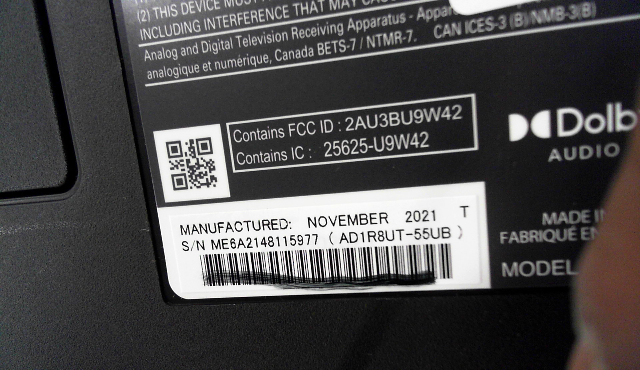 (2) THIS DEVICE MUST
INCLUDING INTERFERENCE THAT MAY CAUSE
Analog and Digital Television Receiving Apparatus -
analogique et numérique, Canada BETS-7 / NTMR-7. CAN ICES-3 (B)/NMB-3(B)
Contains FCC ID : 2AU3BU9W42
Contains IC : 25625-U9W42
Dolb
AUDIO
MANUFACTURED: NOVEMBER 2021 T
S/N ME6A2148115977 ( AD1R8UT-55UB )
MADE IN
FABRIQUÉ EN
MODEL